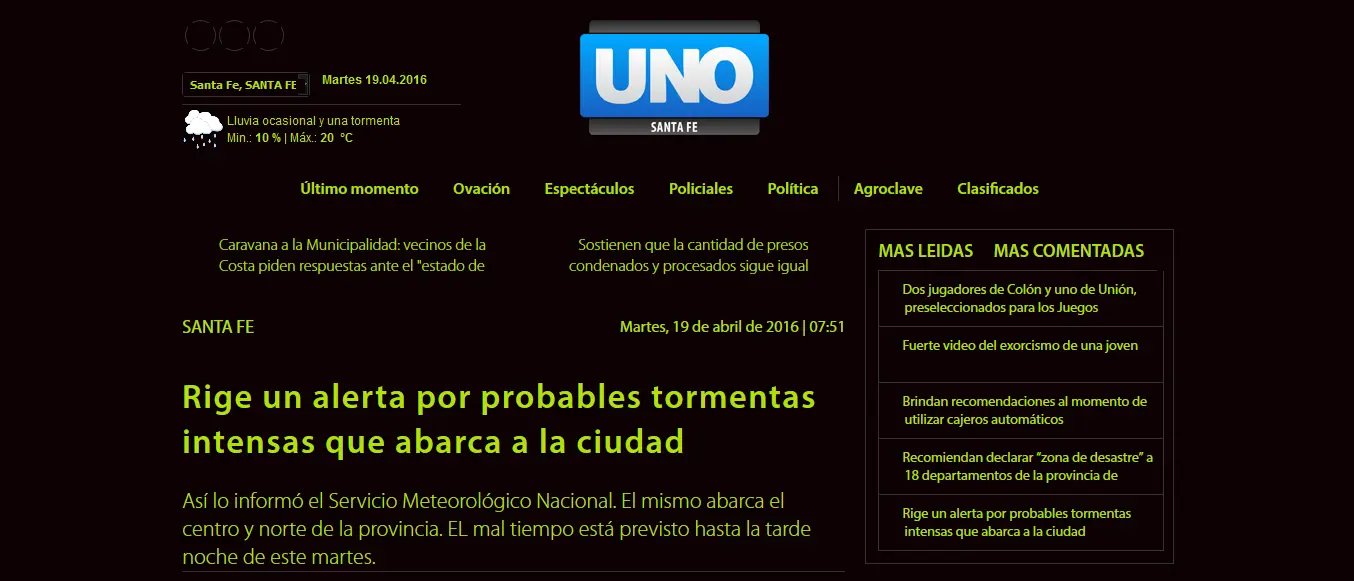 UNO
SANTA FE
Santa Fe, SANTA FE
Martes 19.04.2016
Lluvia ocasional y una tormenta
Min.: 10 % | Máx.: 20 ºC
Último momento Ovación Espectáculos Policiales Política Agroclave Clasificados
Caravana a la Municipalidad: vecinos de la
Costa piden respuestas ante el "estado de
Sostienen que la cantidad de presos
condenados y procesados sigue igual
SANTA FE
Martes, 19 de abril de 2016 | 07:51
Rige un alerta por probables tormentas
intensas que abarca a la ciudad
Así lo informó el Servicio Meteorológico Nacional. El mismo abarca el
centro y norte de la provincia. EL mal tiempo está previsto hasta la tarde
noche de este martes.
MAS LEIDAS MAS COMENTADAS
Dos jugadores de Colón y uno de Unión,
preseleccionados para los Juegos
Fuerte video del exorcismo de una joven
Brindan recomendaciones al momento de
utilizar cajeros automáticos
Recomiendan declarar “zona de desastre” a
18 departamentos de la provincia de
Rige un alerta por probables tormentas
intensas que abarca a la ciudad